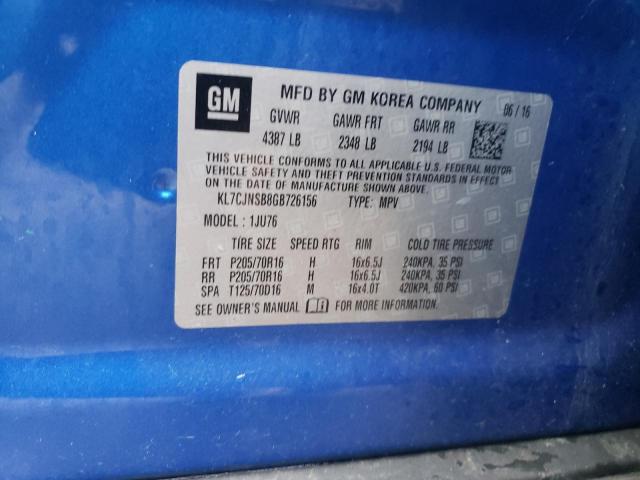 GM
MFD BY GM KOREA COMPANY 06/16
GVWR GAWR FRT GAWR RR
4387 LB 2348 LB 2194 LB
THIS VEHICLE CONFORMS TO ALL APPLICABLE U.S. FEDERAL MOTOR
VEHICLE SAFETY, BUMPER, AND THEFT PREVENTION STANDARDS IN EFFECT
ON THE DATE OF MANUFACTURE SHOWN ABOVE.
KL7CJNSB8GB726156 TYPE: MPV
MODEL : 1JU76
TIRE SIZE SPEED RTG RIM COLD TIRE PRESSURE
FRT P205/70R16 H 16x6.5J 240KPA, 35 PSI
RR P205/70R16 H 16x6.5J 240KPA, 35 PSI
SPA T125/70D16 M 16x4.0T 420KPA, 60 PSI
SEE OWNER'S MANUAL FOR MORE INFORMATION.